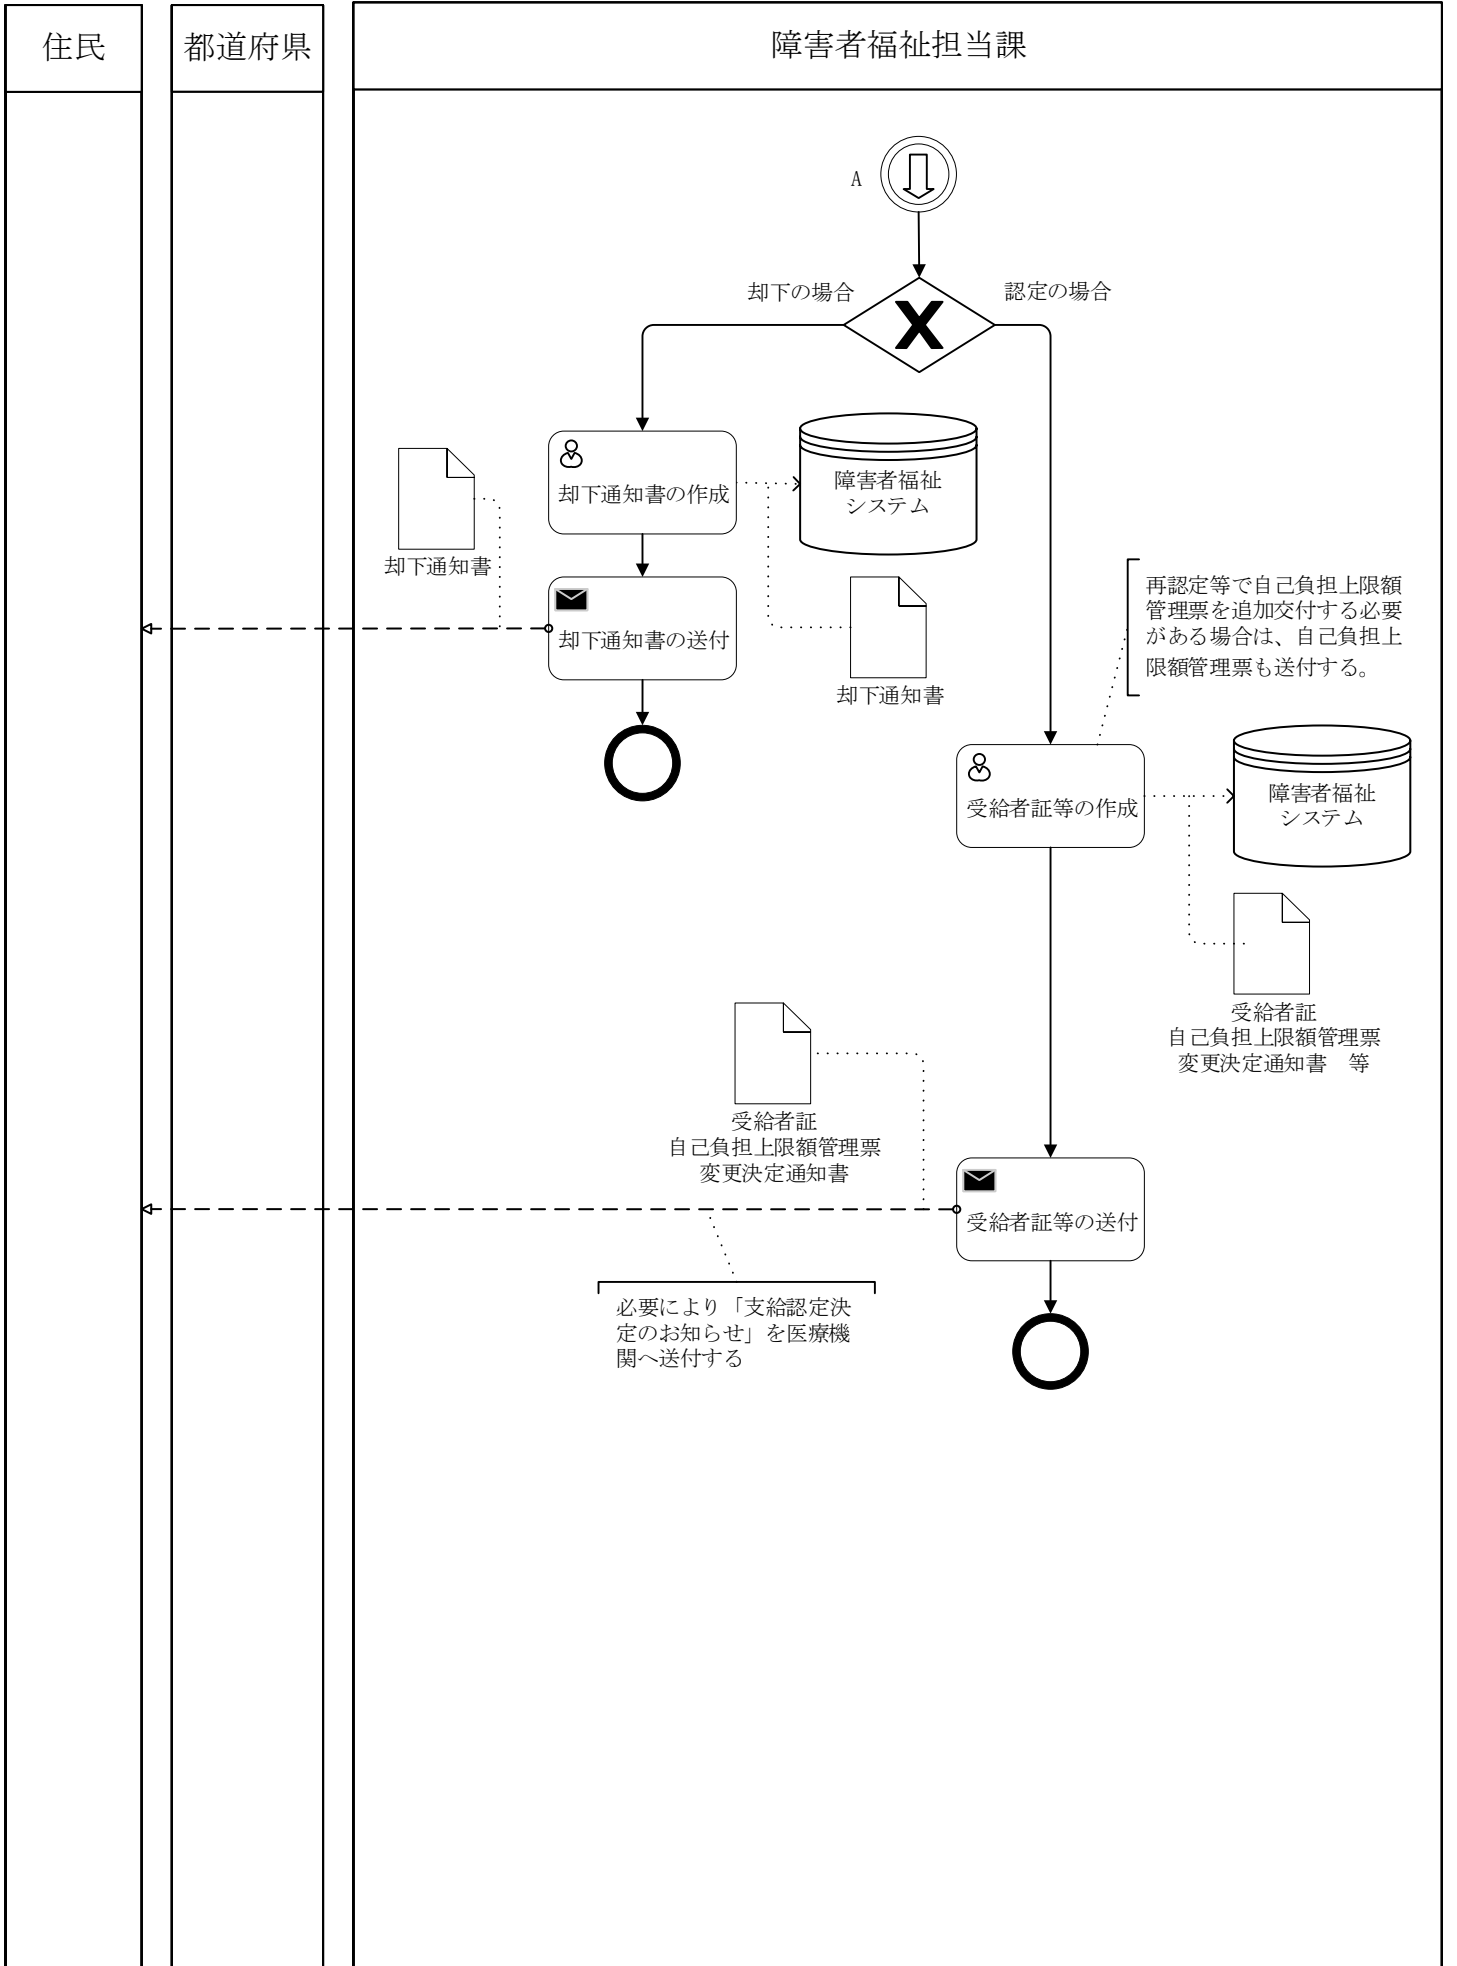 住民
都道府県
障害者福祉担当課
A
却下の場合
認定の場合
却下通知書の作成
障害者福祉
システム
却下通知書
却下通知書の送付
却下通知書
再認定等で自己負担上限額
管理票を追加交付する必要
がある場合は、自己負担上
限額管理票も送付する。
受給者証等の作成
障害者福祉
システム
受給者証
自己負担上限額管理票
変更決定通知書　等
受給者証
自己負担上限額管理票
変更決定通知書
受給者証等の送付
必要により「支給認定決
定のお知らせ」を医療機
関へ送付する